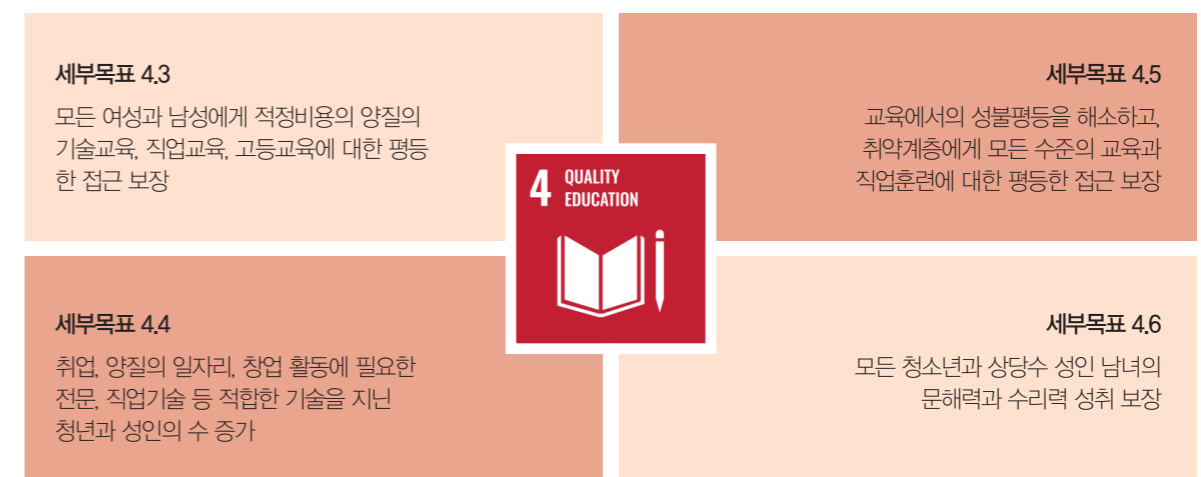 세부목표 4.3
모든 여성과 남성에게 적정비용의 양질의
기술교육, 직업교육, 고등교육에 대한 평등
한 접근 보장
세부목표 4.5
교육에서의 성불평등을 해소하고,
취약계층에게 모든 수준의 교육과
직업훈련에 대한 평등한 접근 보장
4 QUALITY
EDUCATION
세부목표 4.4
취업, 양질의 일자리, 창업 활동에 필요한
전문, 직업기술 등 적합한 기술을 지닌
청년과 성인의 수 증가
세부목표 4.6
모든 청소년과 상당수 성인 남녀의
문해력과 수리력 성취 보장